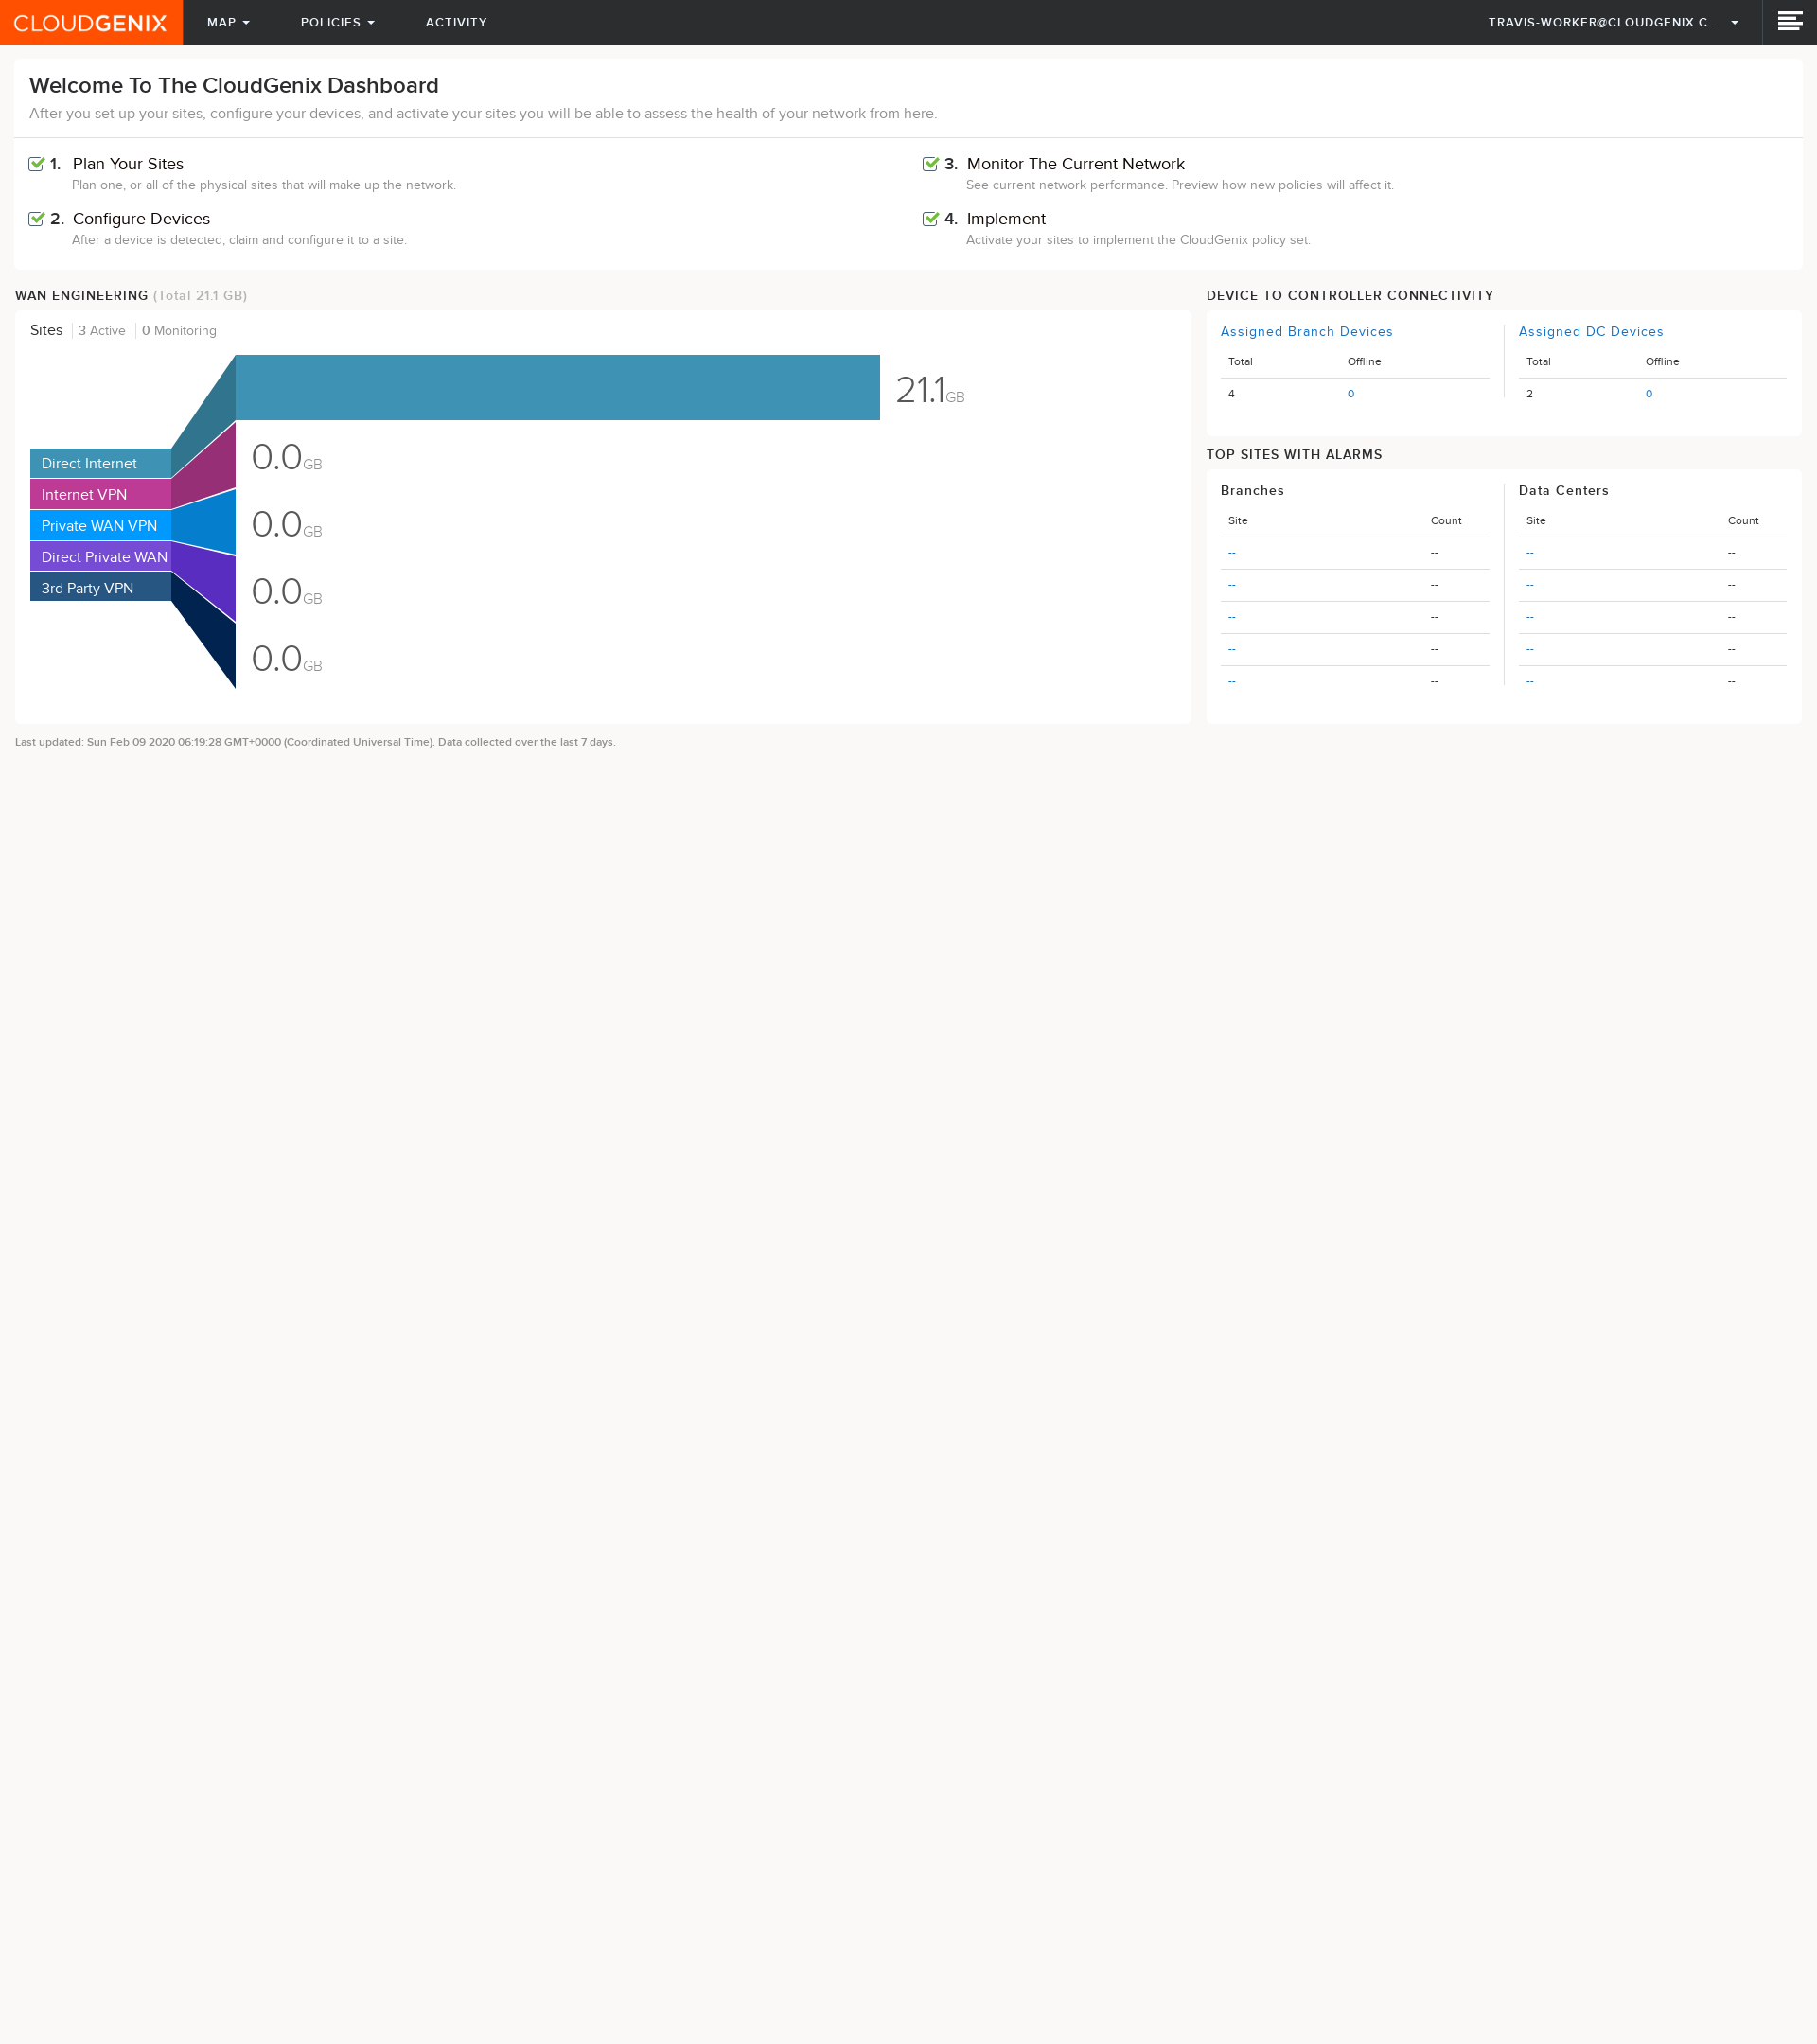 CLOUDGENIX
MAP
POLICIES
ACTIVITY
TRAVIS-WORKER@CLOUDGENIX.C...
Welcome To The CloudGenix Dashboard
After you set up your sites, configure your devices, and activate your sites you will be able to assess the health of your network from here.
1. Plan Your Sites
Plan one, or all of the physical sites that will make up the network.
2. Configure Devices
After a device is detected, claim and configure it to a site.
3. Monitor The Current Network
See current network performance. Preview how new policies will affect it.
4. Implement
Activate your sites to implement the CloudGenix policy set.
WAN ENGINEERING (Total 21.1 GB)
Sites 3 Active 0 Monitoring
Direct Internet
Internet VPN
Private WAN VPN
Direct Private WAN
3rd Party VPN
21.1GB
0.0GB
0.0GB
0.0GB
0.0GB
DEVICE TO CONTROLLER CONNECTIVITY
Assigned Branch Devices
Total Offline
4 0
Assigned DC Devices
Total Offline
2 0
TOP SITES WITH ALARMS
Branches
Site Count
-- --
-- --
-- --
-- --
-- --
Data Centers
Site Count
-- --
-- --
-- --
-- --
-- --
Last updated: Sun Feb 09 2020 06:19:28 GMT+0000 (Coordinated Universal Time). Data collected over the last 7 days.